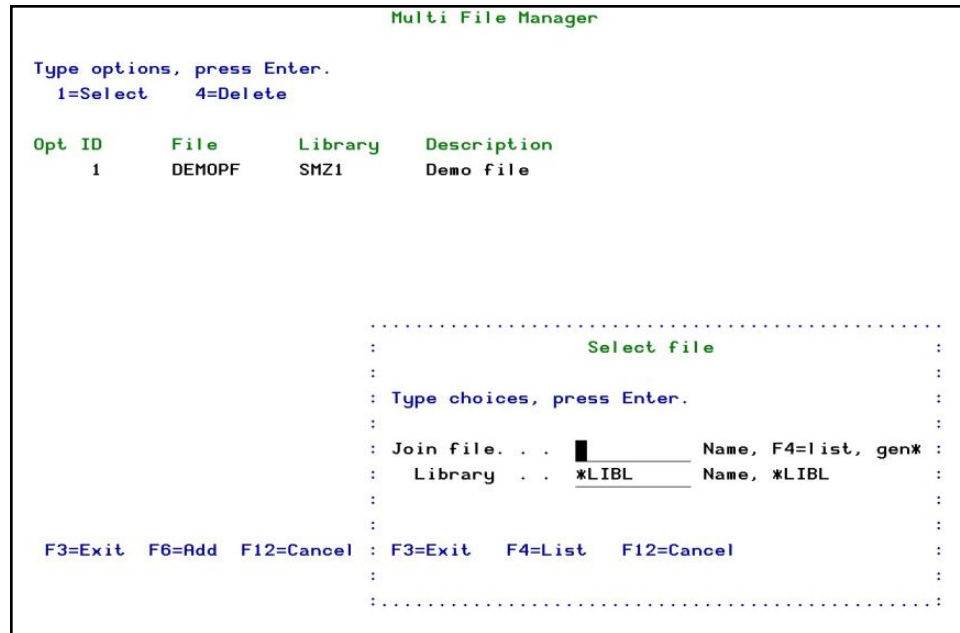 Multi File Manager
Type options, press Enter.
1=Select 4=Delete
Opt ID File Library Description
1 DEMOPF SMZ1 Demo file
Select file
Type choices, press Enter.
Join file. . . Name, F4=list, gen*
Library . . *LIBL Name, *LIBL
F3=Exit F6=Add F12=Cancel
F3=Exit F4=List F12=Cancel